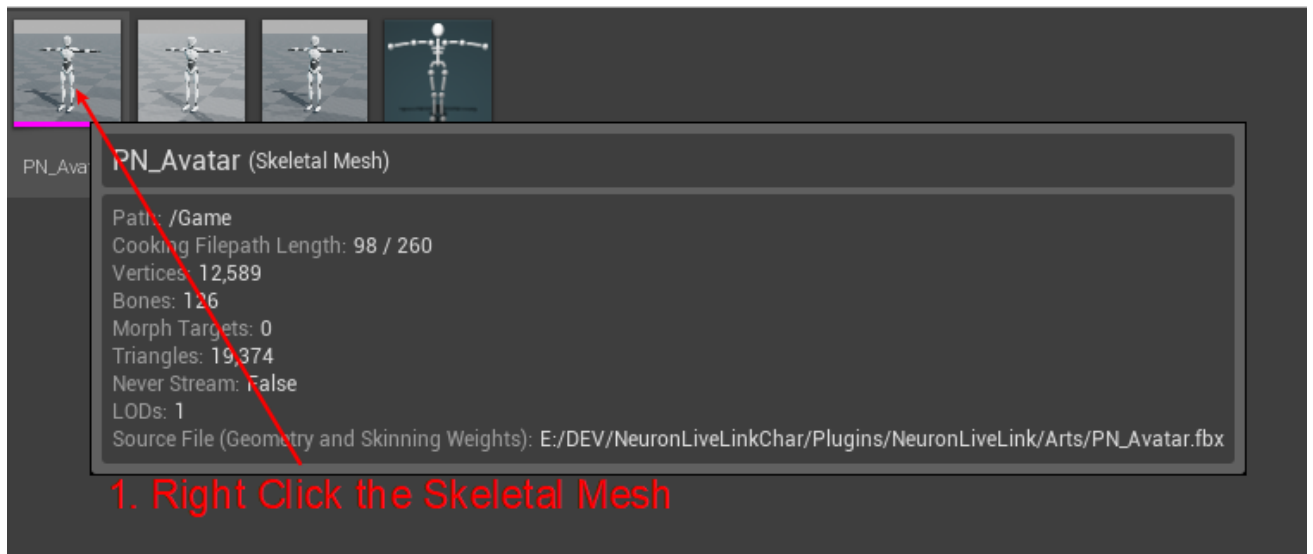 PN_Ava
PN_Avatar (Skeletal Mesh)
Path: /Game
Cooking Filepath Length: 98 / 260
Vertices: 12,589
Bones: 126
Morph Targets: 0
Triangles: 19,374
Never Stream: False
LODs: 1
Source File (Geometry and Skinning Weights): E:/DEV/NeuronLiveLinkChar/Plugins/NeuronLiveLink/Arts/PN_Avatar.fbx
1. Right Click the Skeletal Mesh